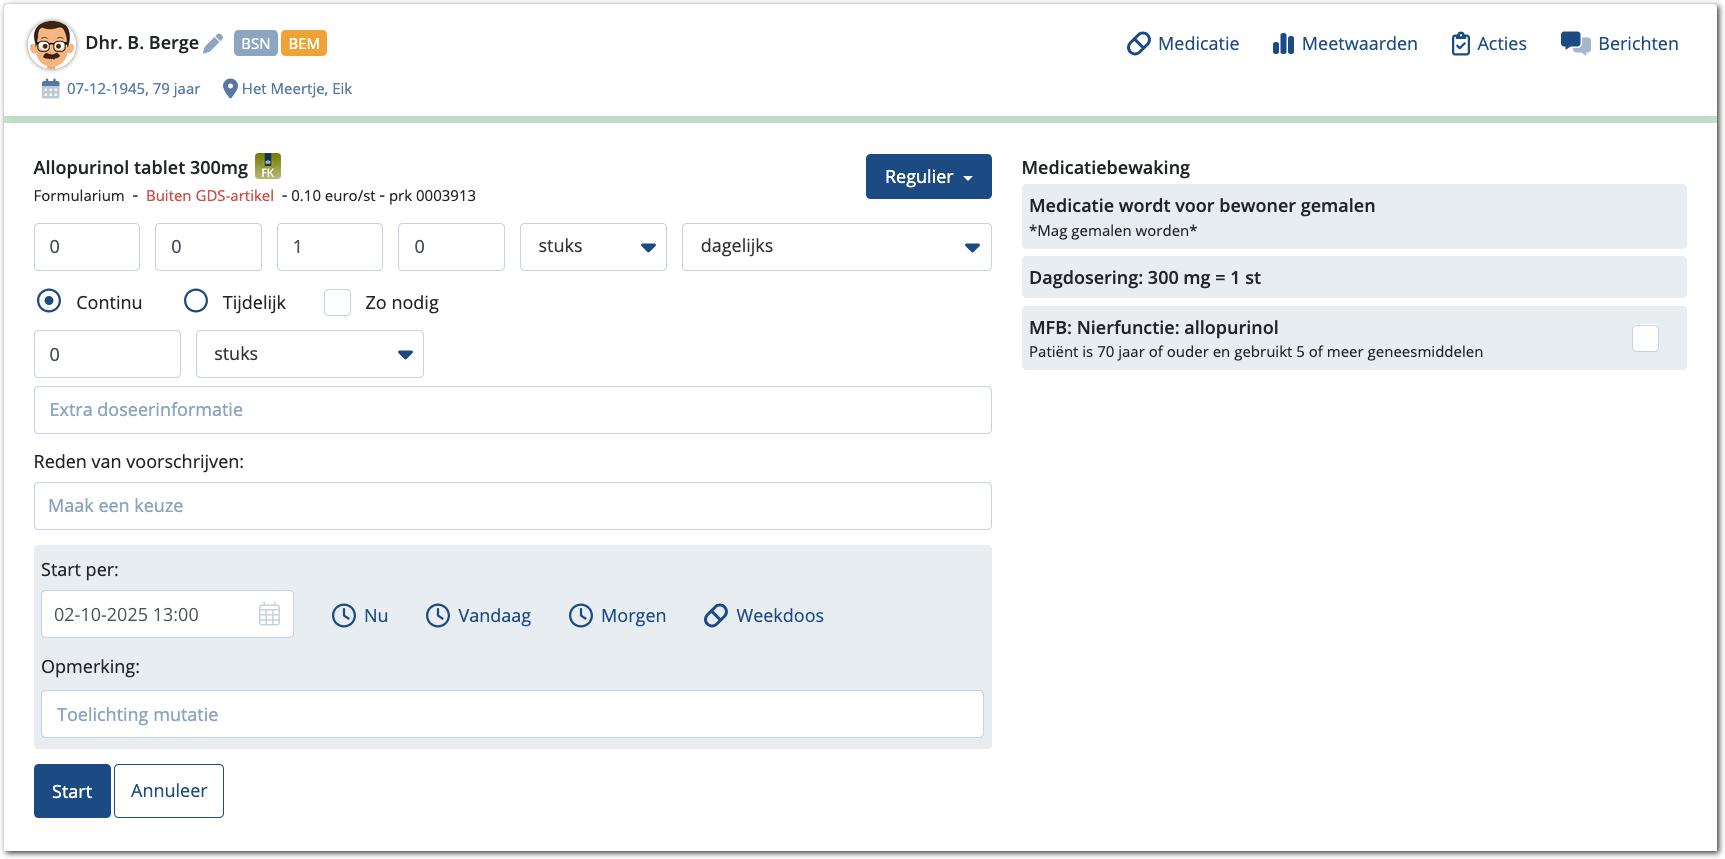 Dhr. B. Berge BSN BEM Medicatie Meetwaarden Acties Berichten
07-12-1945, 79 jaar Het Meertje, Eik
Allopurinol tablet 300mg FK
Formularium - Buiten GDS-artikel - 0.10 euro/st - prk 0003913
Regulier
0 0 1 0 stuks dagelijks
Continu Tijdelijk Zo nodig
0 stuks
Extra doseerinformatie
Reden van voorschrijven:
Maak een keuze
Start per:
02-10-2025 13:00 Nu Vandaag Morgen Weekdoos
Opmerking:
Toelichting mutatie
Start Annuleer
Medicatiebewaking
Medicatie wordt voor bewoner gemalen
*Mag gemalen worden*
Dagdosering: 300 mg = 1 st
MFB: Nierfunctie: allopurinol
Patiënt is 70 jaar of ouder en gebruikt 5 of meer geneesmiddelen